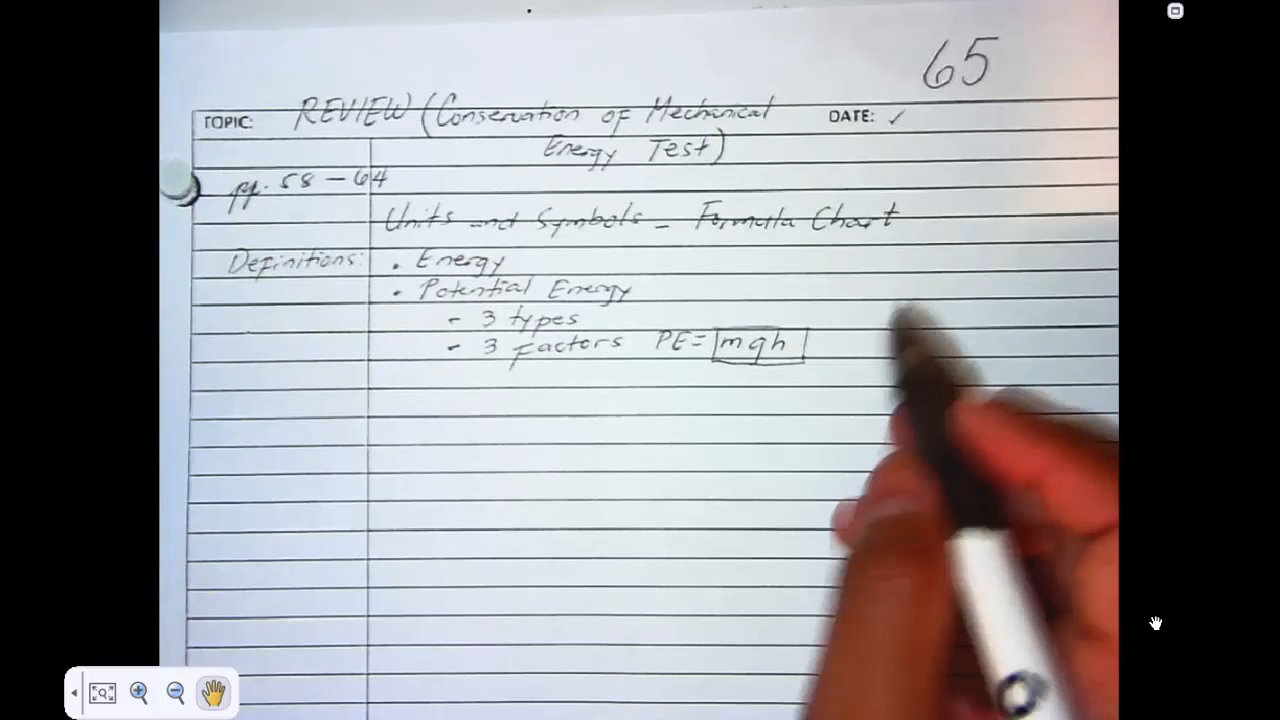 65
TOPIC: REVIEW (Conservation of Mechanical DATE: ✓
Energy Test)
pp. 58 - 64
Units and Symbols - Formula Chart
Definitions: • Energy
• Potential Energy
- 3 types
- 3 factors PE = mgh